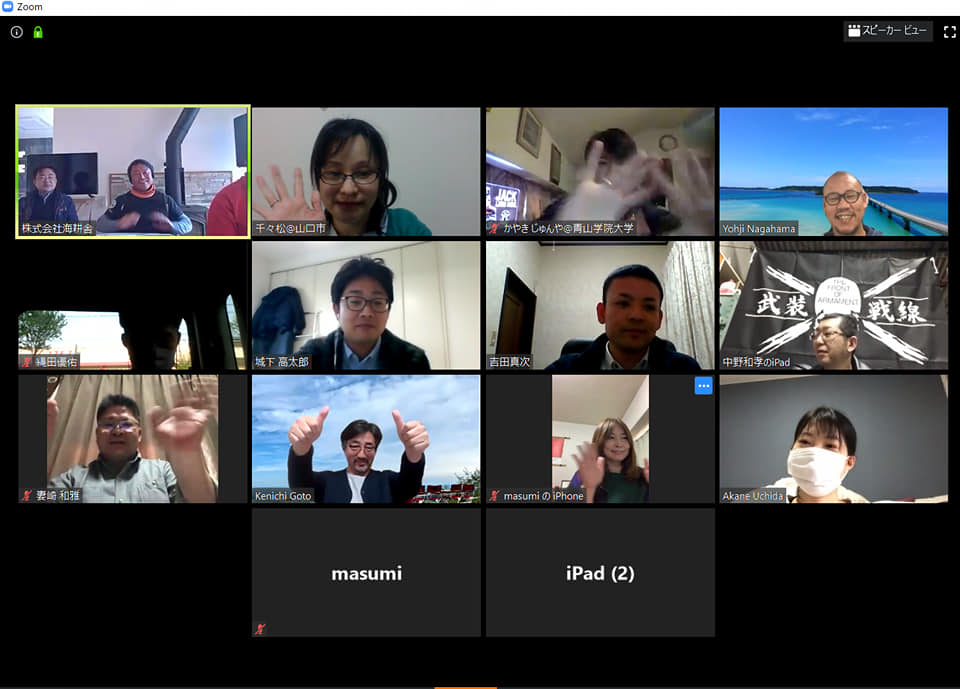 Zoom
スピーカー ビュー
株式会社海耕舎
千々松@山口市
かやきじゅんや@青山学院大学
JACK
Yohji Nagahama
縄田優佑
城下 高太郎
吉田真次
THE
FRONT
OF
ARMAMENT
武装 戦線
中野和孝のiPad
妻崎 和雅
Kenichi Goto
masumi の iPhone
Akane Uchida
masumi
iPad (2)